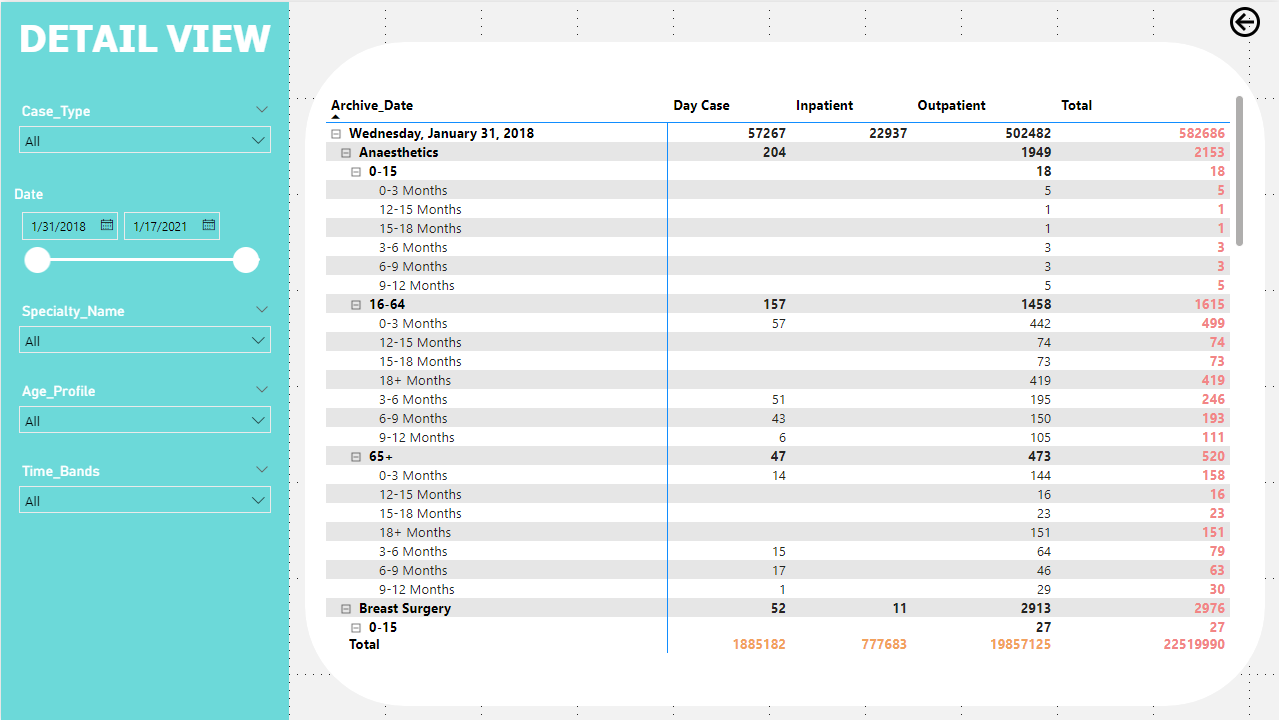 DETAIL VIEW
Case_Type
All
Date
1/31/2018 1/17/2021
Specialty_Name
All
Age_Profile
All
Time_Bands
All
Archive_Date Day Case Inpatient Outpatient Total
Wednesday, January 31, 2018 57267 22937 502482 582686
Anaesthetics 204 1949 2153
0-15 18 18
0-3 Months 5 5
12-15 Months 1 1
15-18 Months 1 1
3-6 Months 3 3
6-9 Months 3 3
9-12 Months 5 5
16-64 157 1458 1615
0-3 Months 57 442 499
12-15 Months 74 74
15-18 Months 73 73
18+ Months 419 419
3-6 Months 51 195 246
6-9 Months 43 150 193
9-12 Months 6 105 111
65+ 47 473 520
0-3 Months 14 144 158
12-15 Months 16 16
15-18 Months 23 23
18+ Months 151 151
3-6 Months 15 64 79
6-9 Months 17 46 63
9-12 Months 1 29 30
Breast Surgery 52 11 2913 2976
0-15 27 27
Total 1885182 777683 19857125 22519990